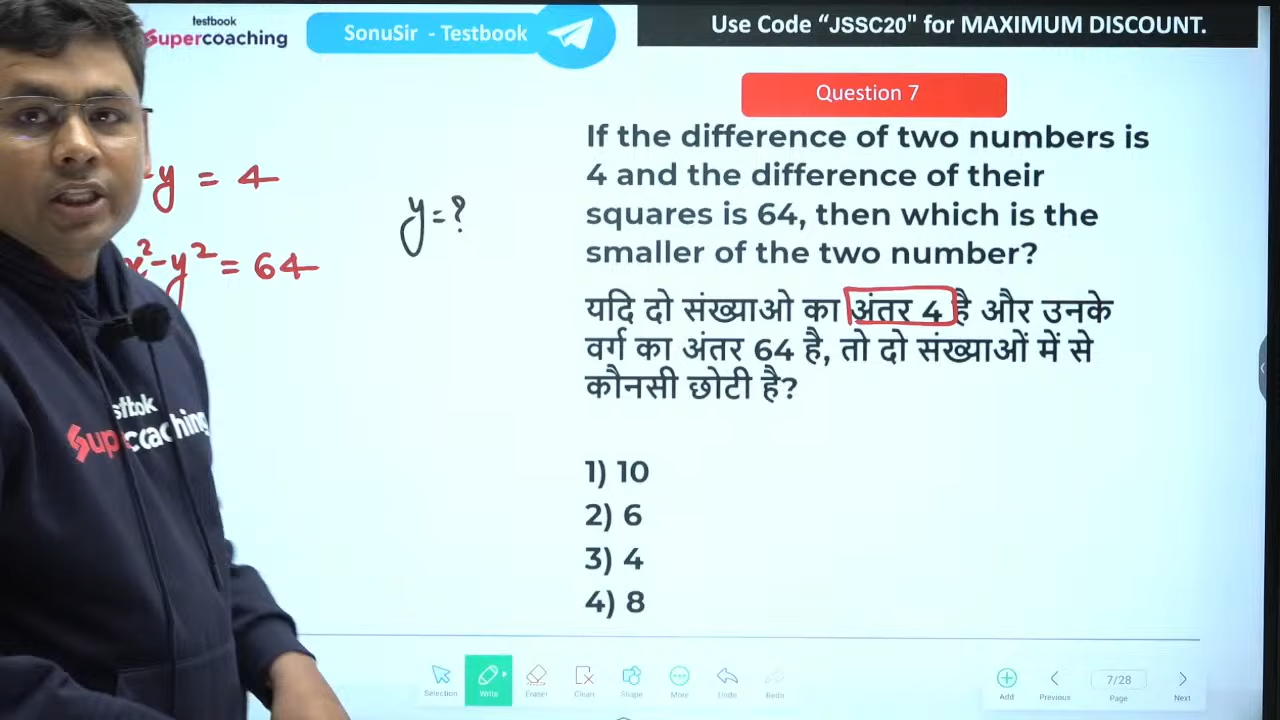 testbook
Supercoaching
SonuSir - Testbook
Use Code “JSSC20" for MAXIMUM DISCOUNT.
Question 7
If the difference of two numbers is
4 and the difference of their
squares is 64, then which is the
smaller of the two number?
यदि दो संख्याओ का अंतर 4 है और उनके
वर्ग का अंतर 64 है, तो दो संख्याओं में से
कौनसी छोटी है?
1) 10
2) 6
3) 4
4) 8
-y = 4
x²-y² = 64
y=?
Supercoaching
Selection
Write
Eraser
Clean
Shape
More
Undo
Redo
Add
Previous
7/28
Page
Next